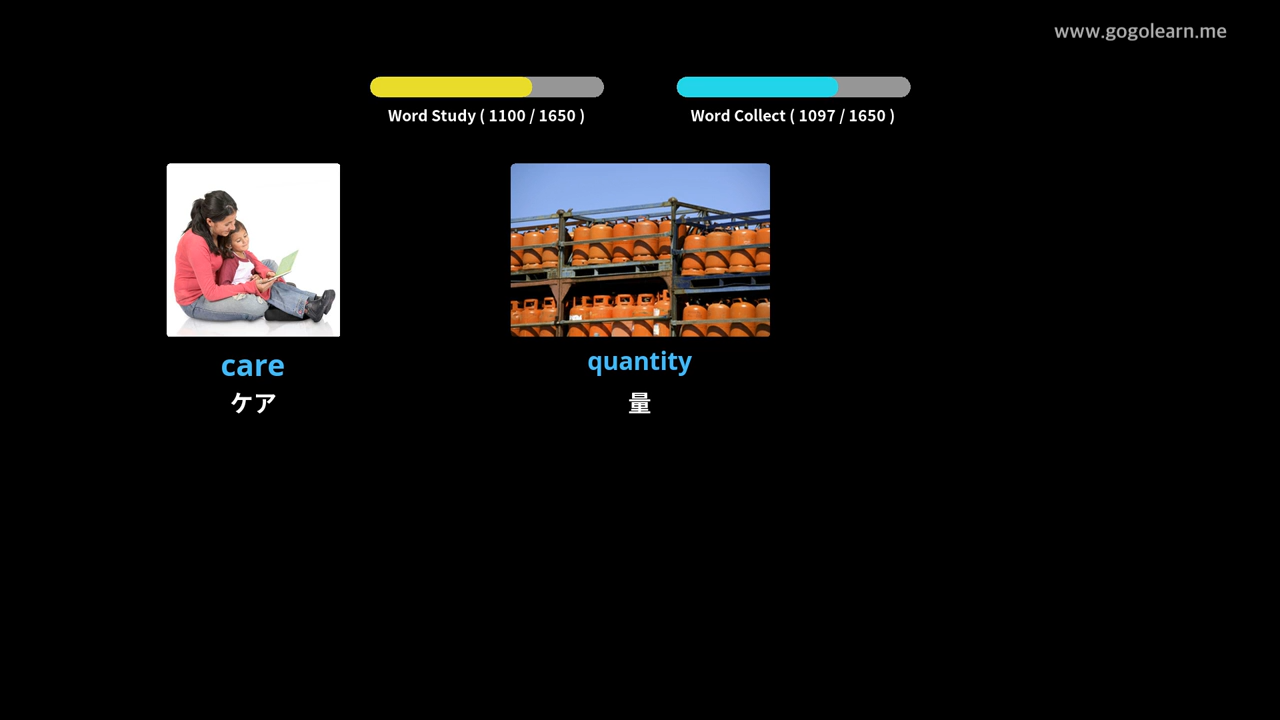 www.gogolearn.me
Word Study ( 1100 / 1650 )
Word Collect ( 1097 / 1650 )
care
ケア
quantity
量